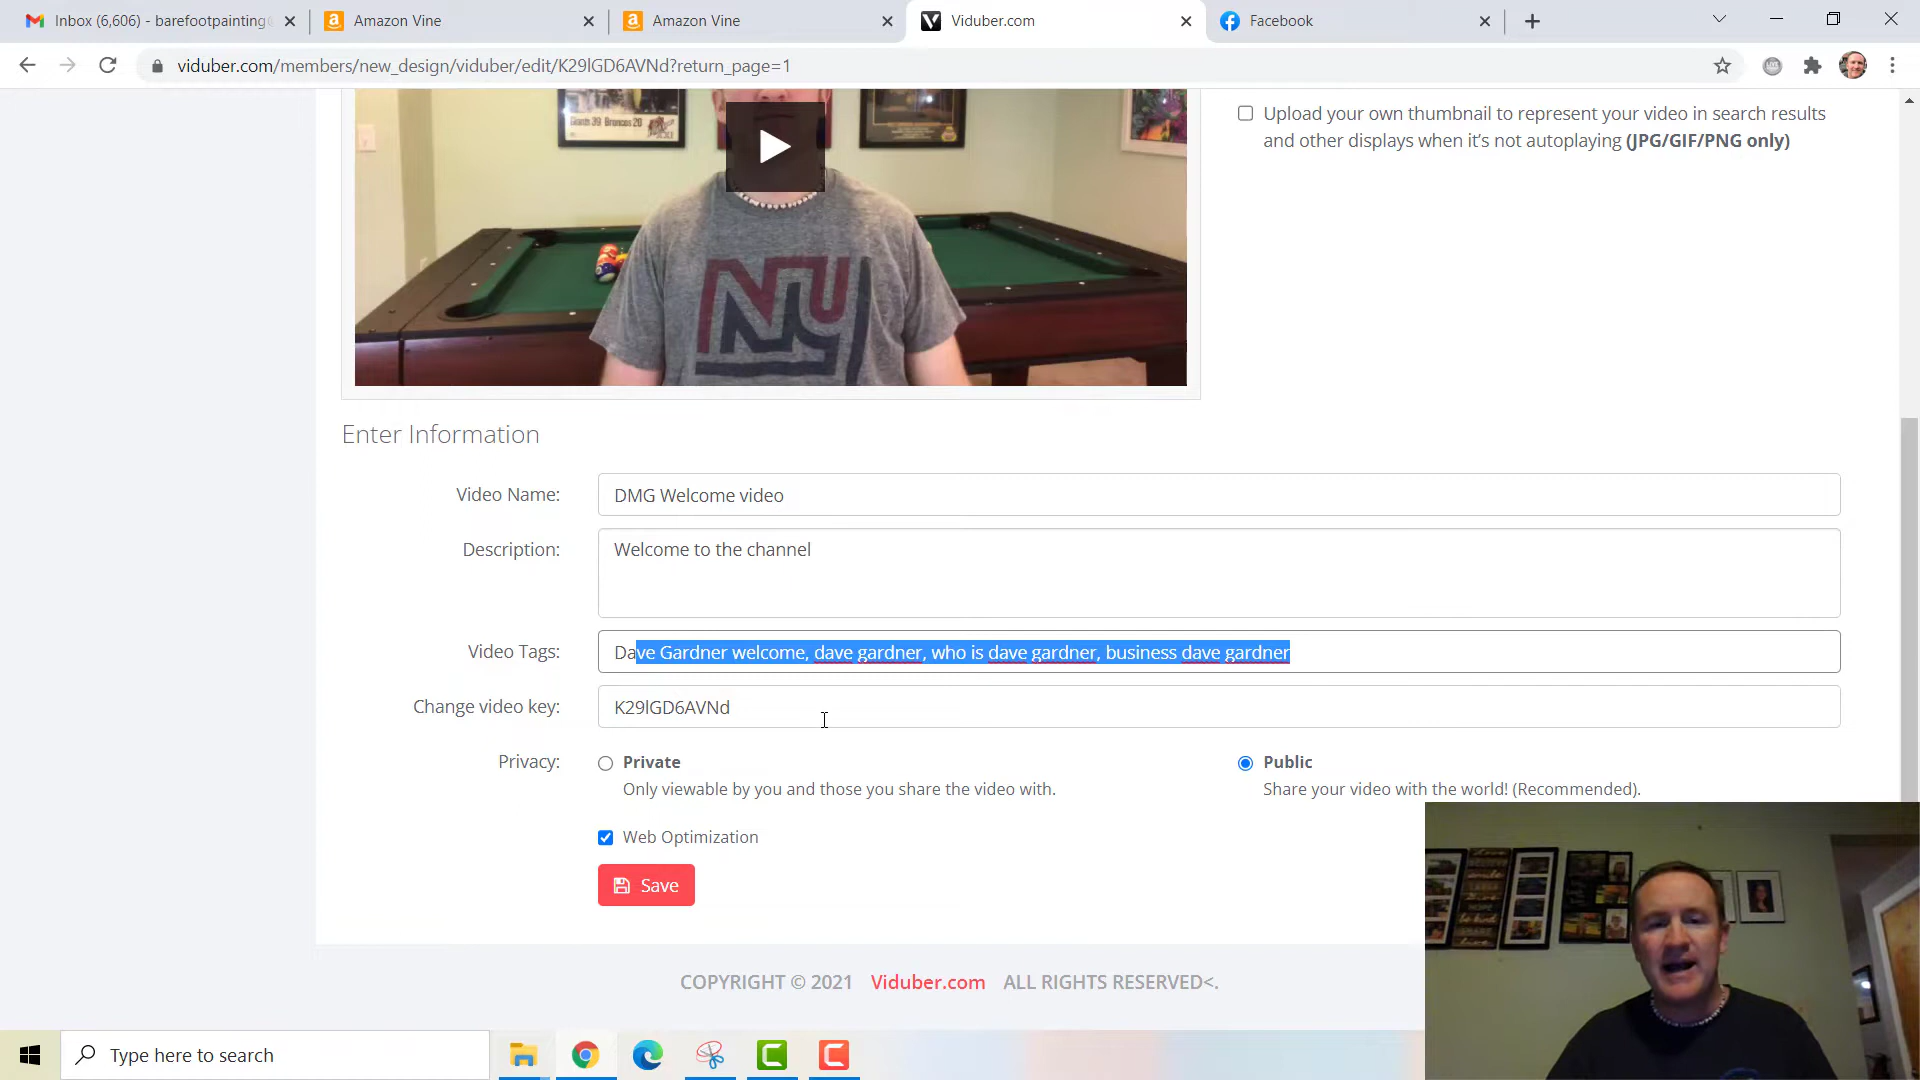 Inbox (6,606) - barefootpainting
Amazon Vine
Amazon Vine
Viduber.com
Facebook
viduber.com/members/new_design/viduber/edit/K29lGD6AVNd?return_page=1
Giants 39 Broncos 20
NY
Upload your own thumbnail to represent your video in search results
and other displays when it's not autoplaying (JPG/GIF/PNG only)
Enter Information
Video Name:
DMG Welcome video
Description:
Welcome to the channel
Video Tags:
Dave Gardner welcome, dave gardner, who is dave gardner, business dave gardner
Change video key:
K29lGD6AVNd
Privacy:
Private
Only viewable by you and those you share the video with.
Public
Share your video with the world! (Recommended).
Web Optimization
Save
COPYRIGHT © 2021 Viduber.com ALL RIGHTS RESERVED<.
Type here to search